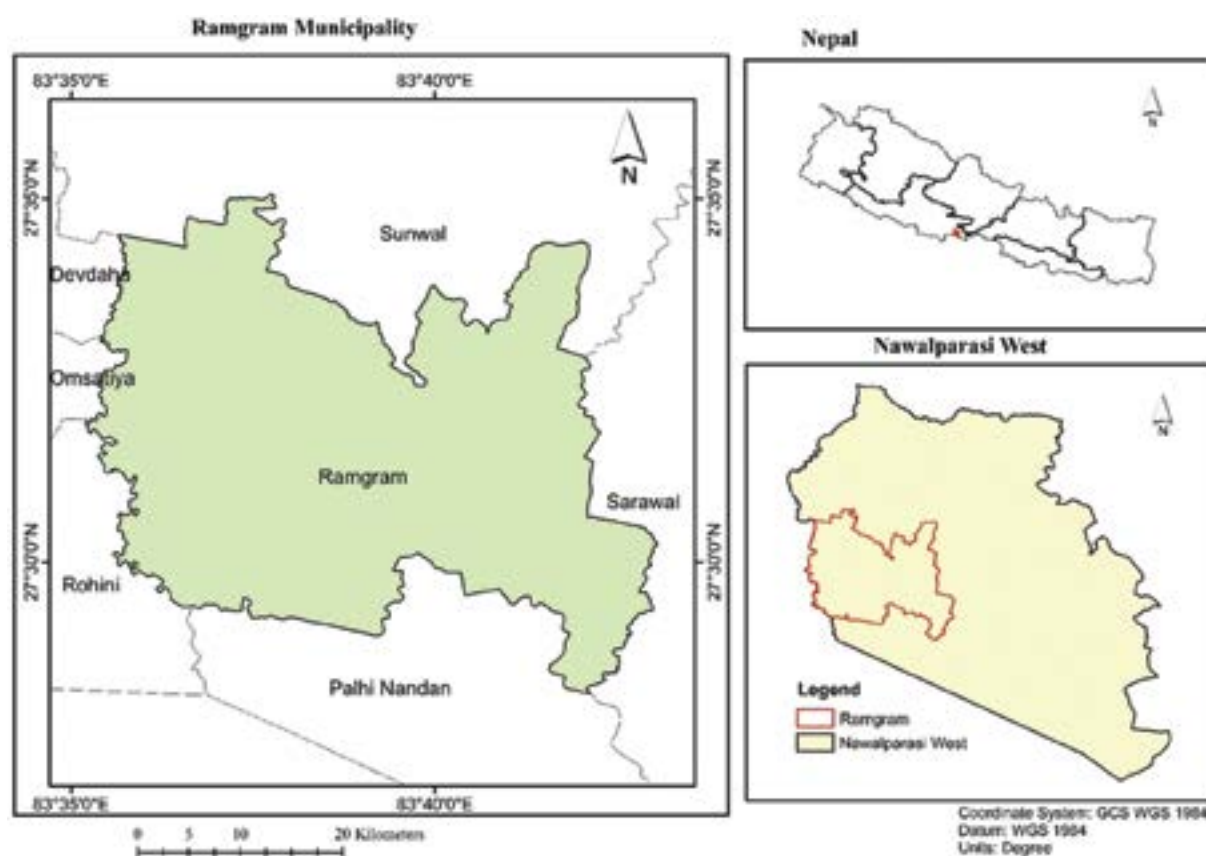 Ramgram Municipality
83°35'0"E 83°40'0"E
27°35'0"N
27°30'0"N
N
Sunwal
Devdaha
Omsatiya
Ramgram
Sarawal
Rohini
Palhi Nandan
27°35'0"N
27°30'0"N
83°35'0"E 83°40'0"E
0 5 10 20 Kilometers
Nepal
N
Nawalparasi West
N
Legend
Ramgram
Nawalparasi West
Coordinate System: GCS WGS 1984
Datum: WGS 1984
Units: Degree